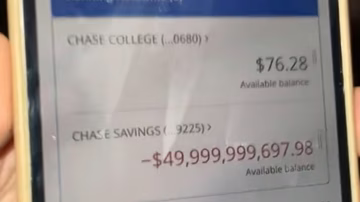 CHASE COLLEGE (...0680) >
$76.28
Available balance
CHASE SAVINGS (...9225) >
-$49,999,999,697.98
Available balance